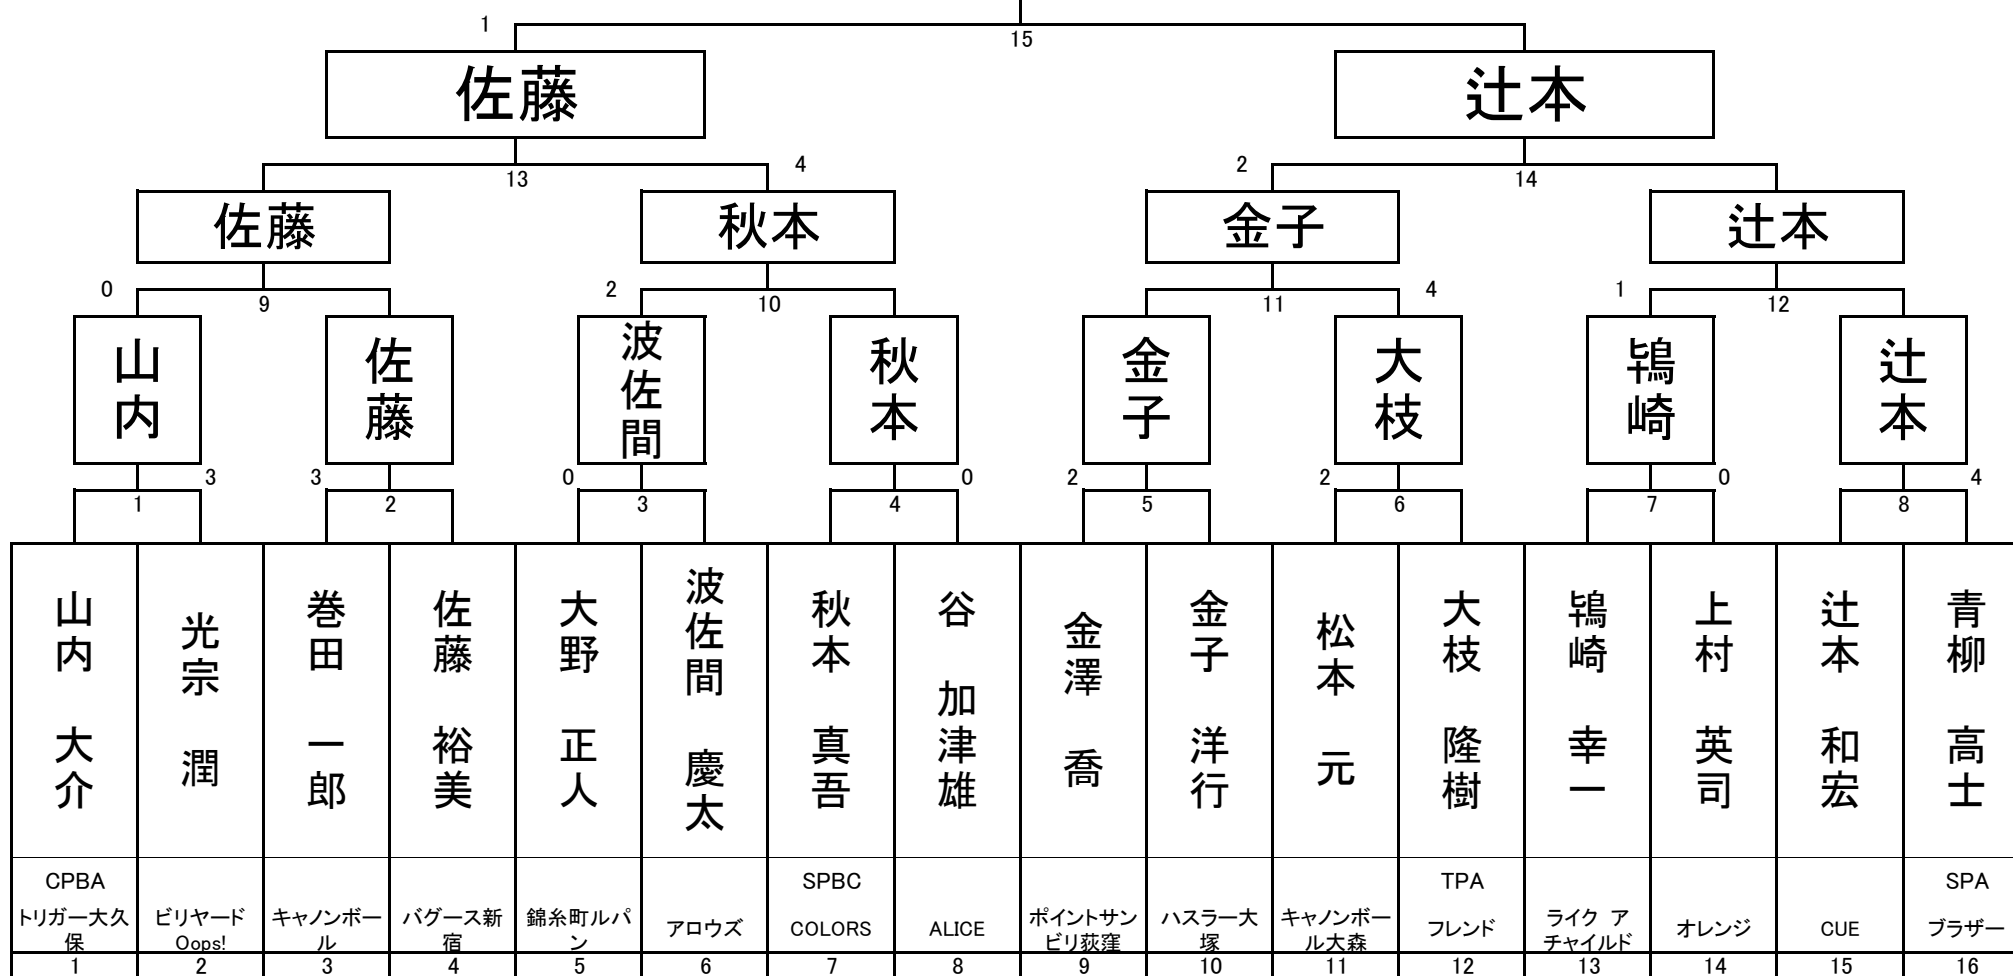 1
15
佐藤
辻本
4
2
13
14
佐藤
秋本
金子
辻本
0
9
2
10
11
4
1
12
山内
佐藤
波佐間
秋本
金子
大枝
鴇崎
辻本
3
3
0
0
2
2
0
4
1
2
3
4
5
6
7
8
山内 大介
光宗 潤
巻田 一郎
佐藤 裕美
大野 正人
波佐間 慶太
秋本 真吾
谷 加津雄
金澤 喬
金子 洋行
松本 元
大枝 隆樹
鴇崎 幸一
上村 英司
辻本 和宏
青柳 高士
CPBA
SPBC
TPA
SPA
トリガー大久
保
ビリヤード
Oops!
キャノンボー
ル
バグース新
宿
錦糸町ルパ
ン
アロウズ
COLORS
ALICE
ポイントサン
ビリ荻窪
ハスラー大
塚
キャノンボー
ル大森
フレンド
ライク ア
チャイルド
オレンジ
CUE
ブラザー
1
2
3
4
5
6
7
8
9
10
11
12
13
14
15
16